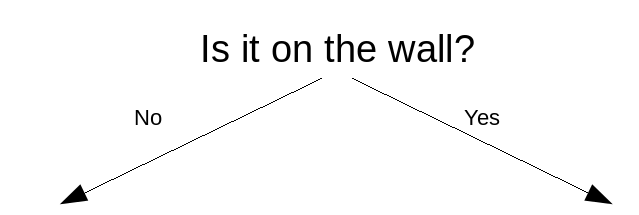 Is it on the wall?
No
Yes